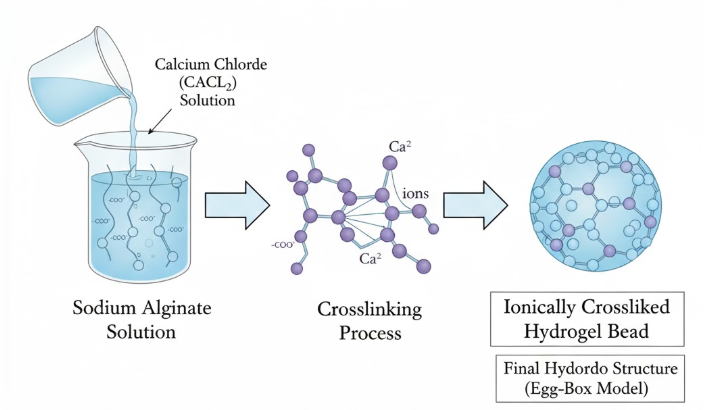 Calcium Chlorde
(CACL₂)
Solution
-COO⁻
-COO⁻
-COO⁻
-COO⁻
Sodium Alginate
Solution
Ca²
ions
-COO⁻
Ca²
Crosslinking
Process
Ionically Crossliked
Hydrogel Bead
Final Hydordo Structure
(Egg-Box Model)